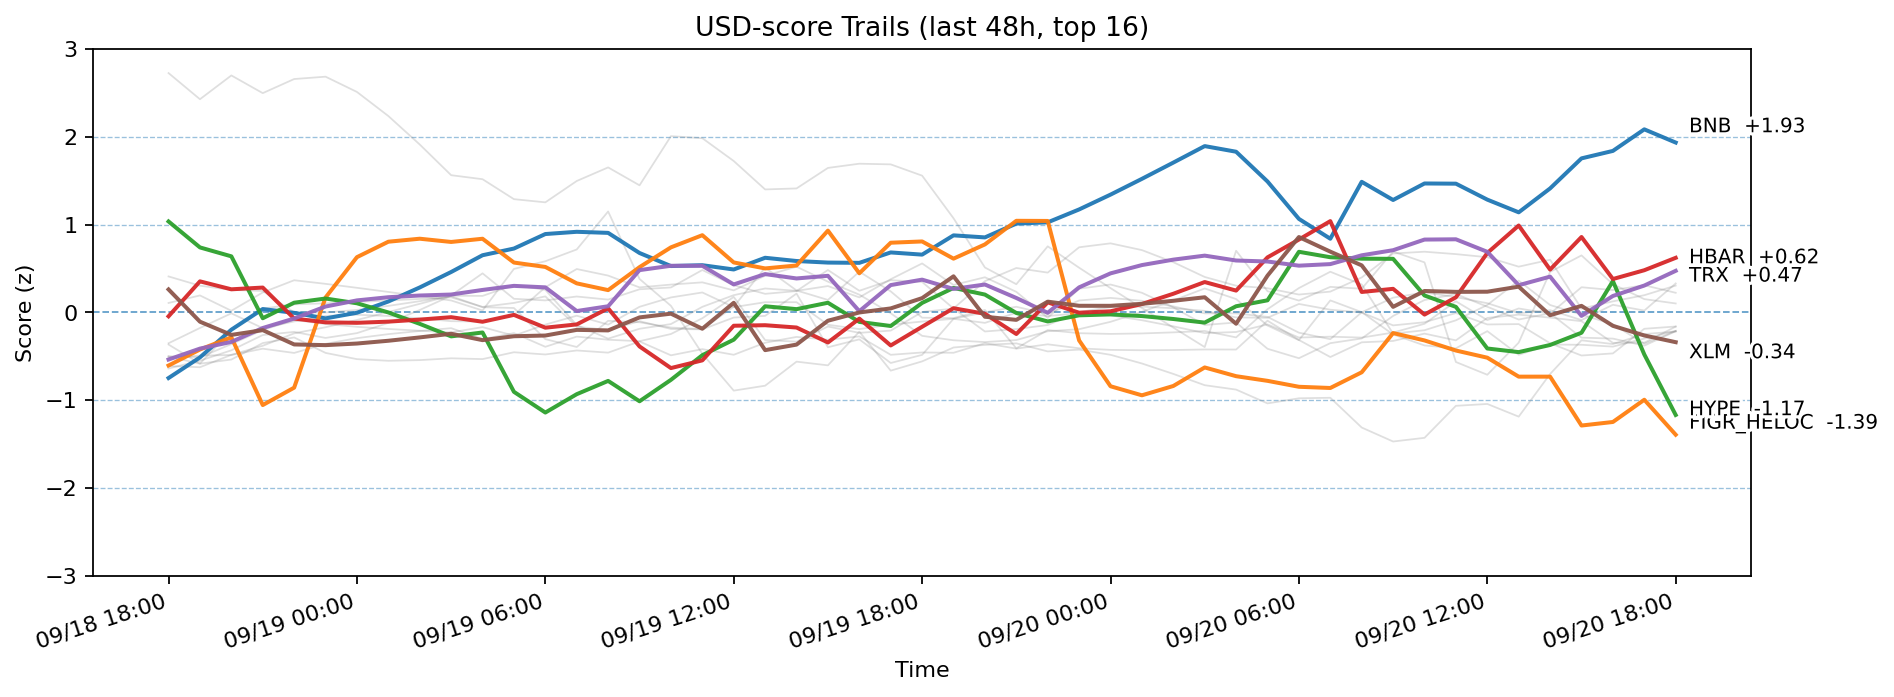 USD-score Trails (last 48h, top 16)
Score (z)
3
2
1
0
−1
−2
−3
BNB +1.93
HBAR +0.62
TRX +0.47
XLM -0.34
HYPE -1.17
FIGR_HELOC -1.39
09/18 18:00
09/19 00:00
09/19 06:00
09/19 12:00
09/19 18:00
09/20 00:00
09/20 06:00
09/20 12:00
09/20 18:00
Time